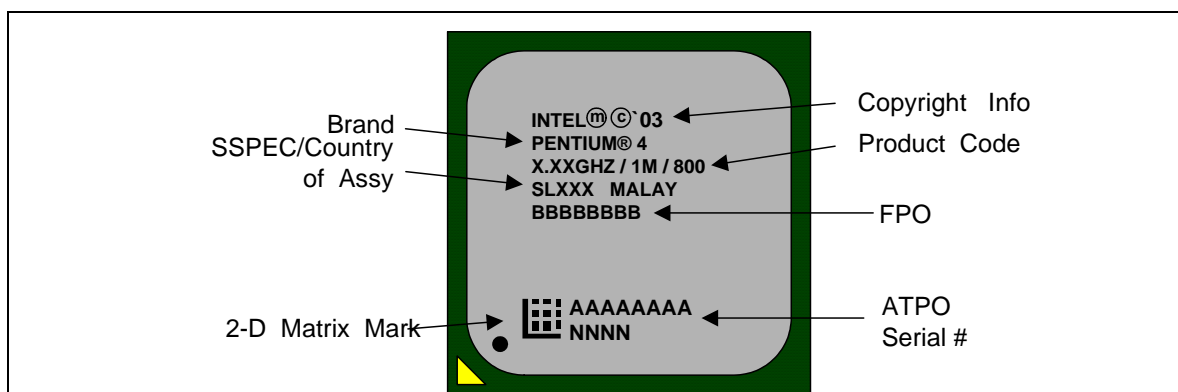 INTELⓜ ⓒ`03
PENTIUM® 4
X.XXGHZ / 1M / 800
SLXXX MALAY
BBBBBBBB
AAAAAAAA
NNNN
Brand
SSPEC/Country
of Assy
2-D Matrix Mark
Copyright Info
Product Code
FPO
ATPO
Serial #